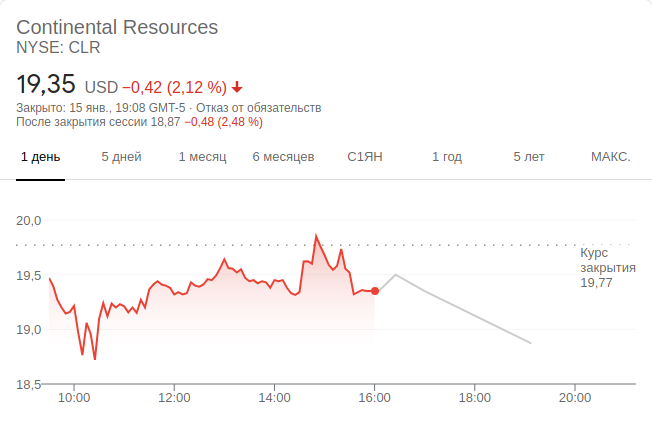 Continental Resources
NYSE: CLR
19,35 USD −0,42 (2,12 %)
Закрыто: 15 янв., 19:08 GMT-5 · Отказ от обязательств
После закрытия сессии 18,87 −0,48 (2,48 %)
1 день 5 дней 1 месяц 6 месяцев С1ЯН 1 год 5 лет МАКС.
20,0
Курс
закрытия
19,77
19,5
19,0
18,5
10:00 12:00 14:00 16:00 18:00 20:00